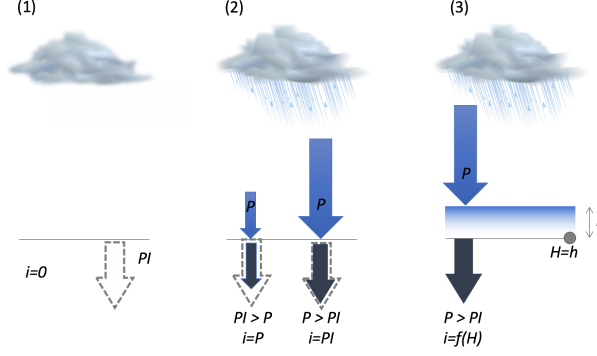 (1)
(2)
(3)
P
P
P
PI
i=0
H=h
PI > P
i=P
P > PI
i=PI
P > PI
i=f(H)